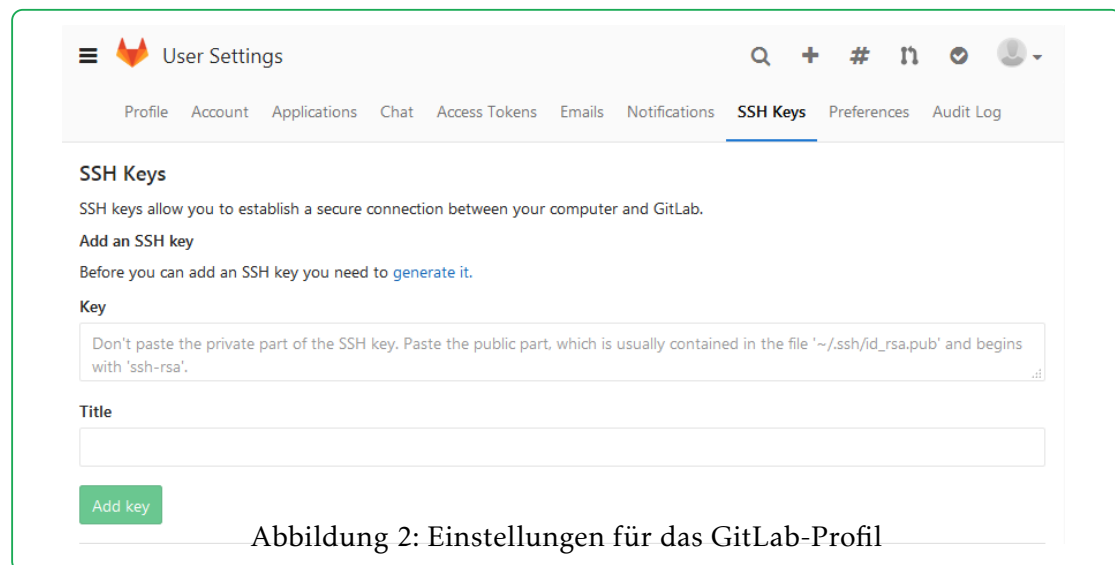 User Settings
Profile Account Applications Chat Access Tokens Emails Notifications SSH Keys Preferences Audit Log
SSH Keys
SSH keys allow you to establish a secure connection between your computer and GitLab.
Add an SSH key
Before you can add an SSH key you need to generate it.
Key
Don't paste the private part of the SSH key. Paste the public part, which is usually contained in the file '~/.ssh/id_rsa.pub' and begins
with 'ssh-rsa'.
Title
Add key
Abbildung 2: Einstellungen für das GitLab-Profil